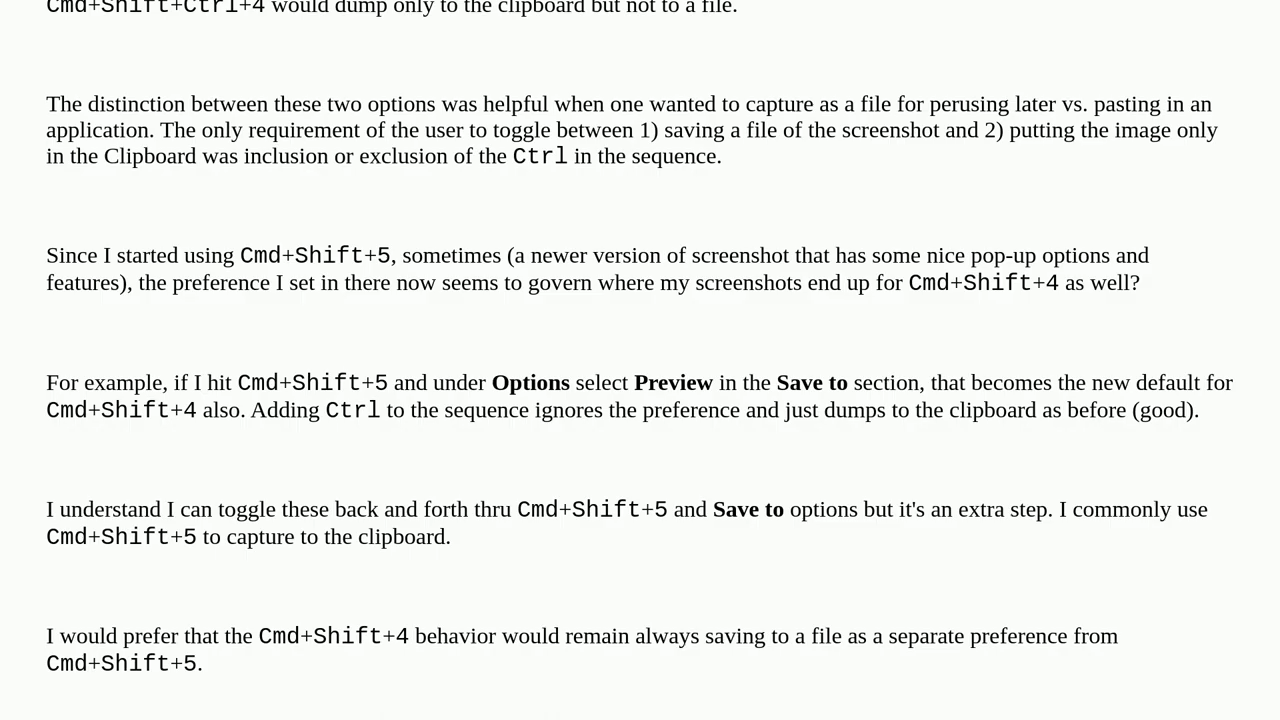 Cmd+Shift+Ctrl+4 would dump only to the clipboard but not to a file.
The distinction between these two options was helpful when one wanted to capture as a file for perusing later vs. pasting in an
application. The only requirement of the user to toggle between 1) saving a file of the screenshot and 2) putting the image only
in the Clipboard was inclusion or exclusion of the Ctrl in the sequence.
Since I started using Cmd+Shift+5, sometimes (a newer version of screenshot that has some nice pop-up options and
features), the preference I set in there now seems to govern where my screenshots end up for Cmd+Shift+4 as well?
For example, if I hit Cmd+Shift+5 and under Options select Preview in the Save to section, that becomes the new default for
Cmd+Shift+4 also. Adding Ctrl to the sequence ignores the preference and just dumps to the clipboard as before (good).
I understand I can toggle these back and forth thru Cmd+Shift+5 and Save to options but it's an extra step. I commonly use
Cmd+Shift+5 to capture to the clipboard.
I would prefer that the Cmd+Shift+4 behavior would remain always saving to a file as a separate preference from
Cmd+Shift+5.